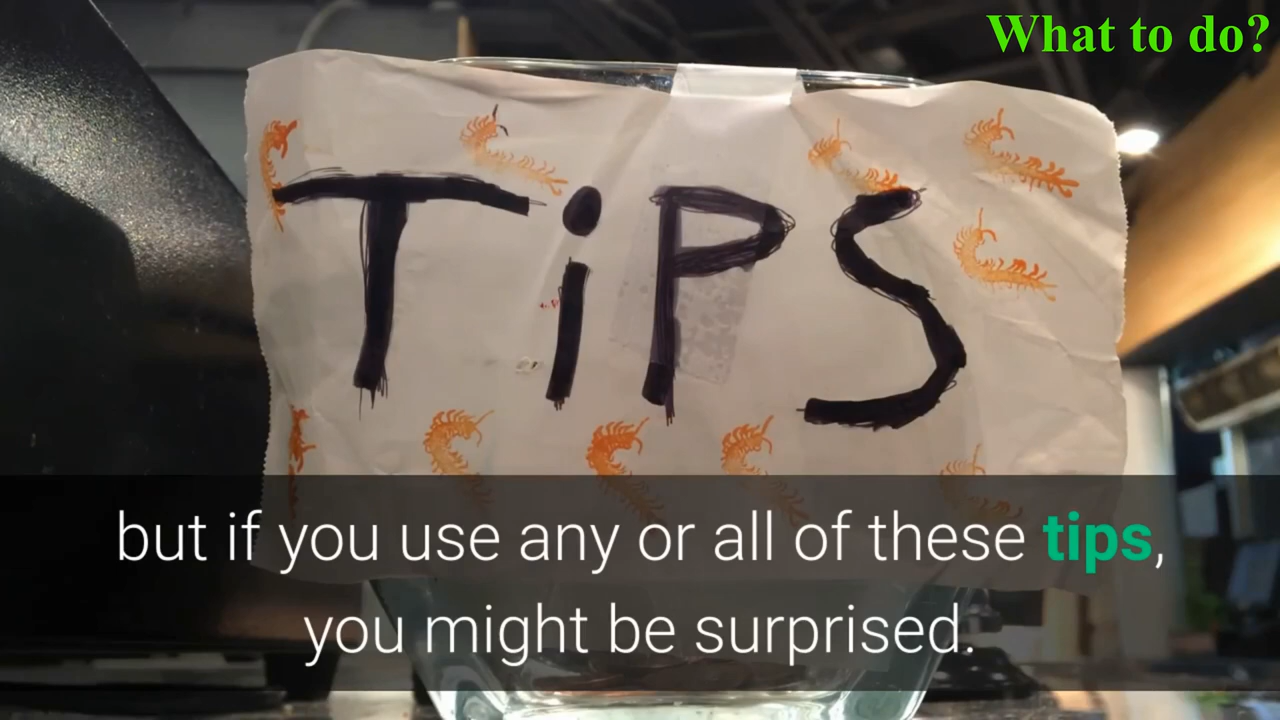 What to do?
TiPS
but if you use any or all of these tips,
you might be surprised.